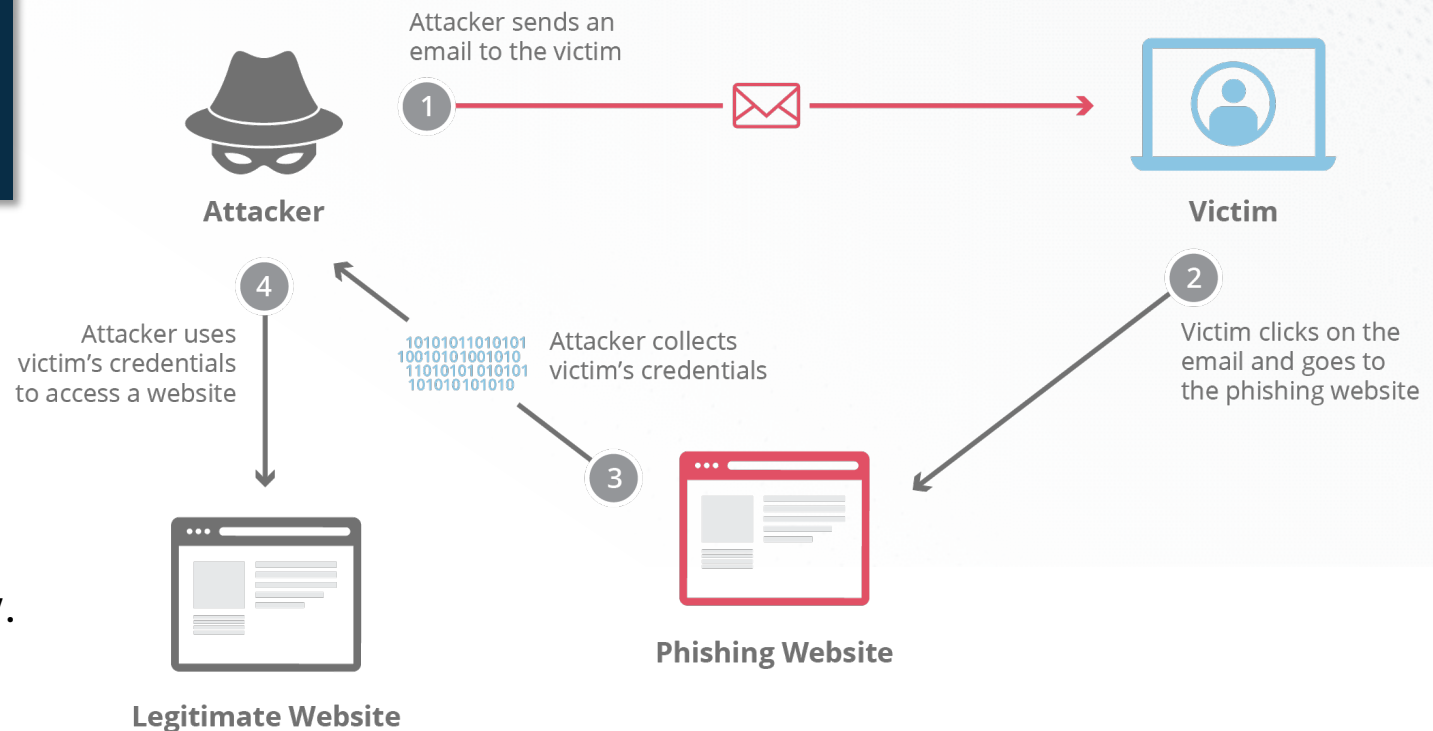 Attacker sends an
email to the victim
1
Attacker
Victim
4
2
Attacker uses
victim's credentials
to access a website
10101011010101
10010101001010
11010101010101
101010101010
Attacker collects
victim's credentials
Victim clicks on the
email and goes to
the phishing website
3
Phishing Website
Legitimate Website